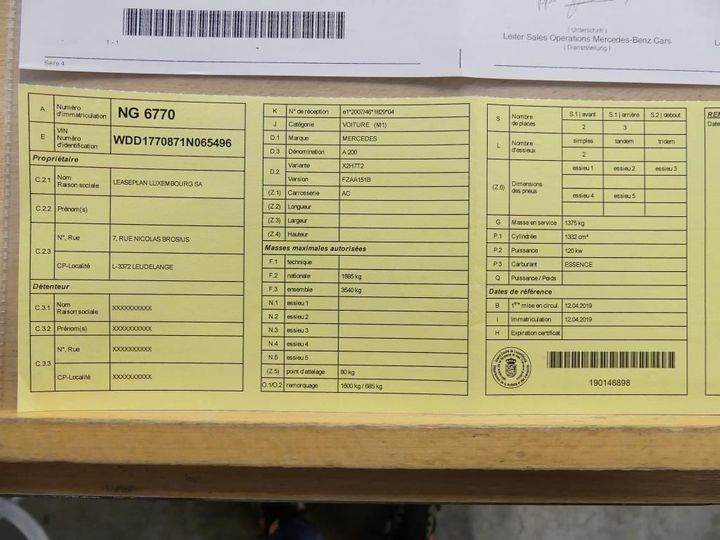 1 - 1
Seite 4
( Unterschrift )
Leiter Sales Operations Mercedes-Benz Cars
( Dienststellung )
A Numéro d'immatriculation NG 6770
E VIN Numéro d'identification WDD1770871N065496
Propriétaire
C.2.1 Nom Raison sociale LEASEPLAN LUXEMBOURG SA
C.2.2 Prénom(s)
C.2.3 N°, Rue 7, RUE NICOLAS BROSIUS
CP-Localité L-3372 LEUDELANGE
Détenteur
C.3.1 Nom Raison sociale XXXXXXXXXX
C.3.2 Prénom(s) XXXXXXXXXX
C.3.3 N°, Rue XXXXXXXXXX
CP-Localité XXXXXXXXXX
K N° de réception e1*2007/46*1829*04
J Catégorie VOITURE (M1)
D.1 Marque MERCEDES
D.3 Dénomination A 200
D.2 Variante X2H7T2
Version FZAA151B
(Z.1) Carrosserie AC
(Z.2) Longueur
(Z.3) Largeur
(Z.4) Hauteur
Masses maximales autorisées
F.1 technique
F.2 nationale 1885 kg
F.3 ensemble 3540 kg
N.1 essieu 1
N.2 essieu 2
N.3 essieu 3
N.4 essieu 4
N.5 essieu 5
(Z.5) point d'attelage 80 kg
O.1/O.2 remorquage 1600 kg / 685 kg
S Nombre de places S.1 | avant S.1 | arrière S.2 | debout
2 3
L Nombre d'essieux simples tandem tridem
2
(Z.6) Dimensions des pneus essieu 1 essieu 2 essieu 3
essieu 4 essieu 5
G Masse en service 1375 kg
P.1 Cylindrée 1332 cm³
P.2 Puissance 120 kw
P.3 Carburant ESSENCE
Q Puissance / Poids
Dates de référence
B 1ère mise en circul. 12.04.2019
I Immatriculation 12.04.2019
H Expiration certificat
190146898